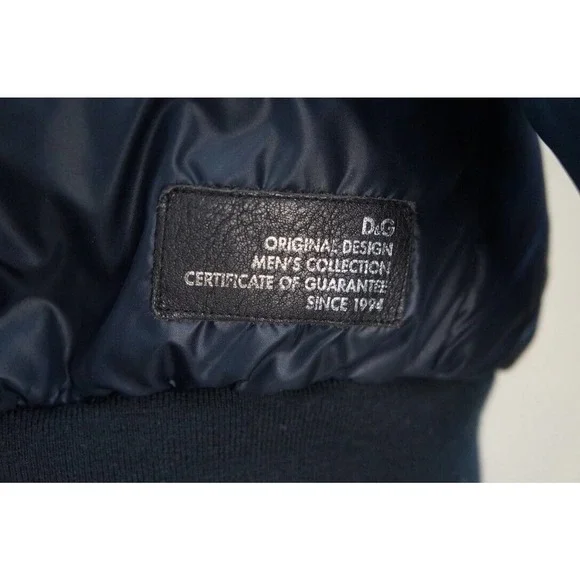 D&G
ORIGINAL DESIGN
MEN'S COLLECTION
CERTIFICATE OF GUARANTEE
SINCE 1994